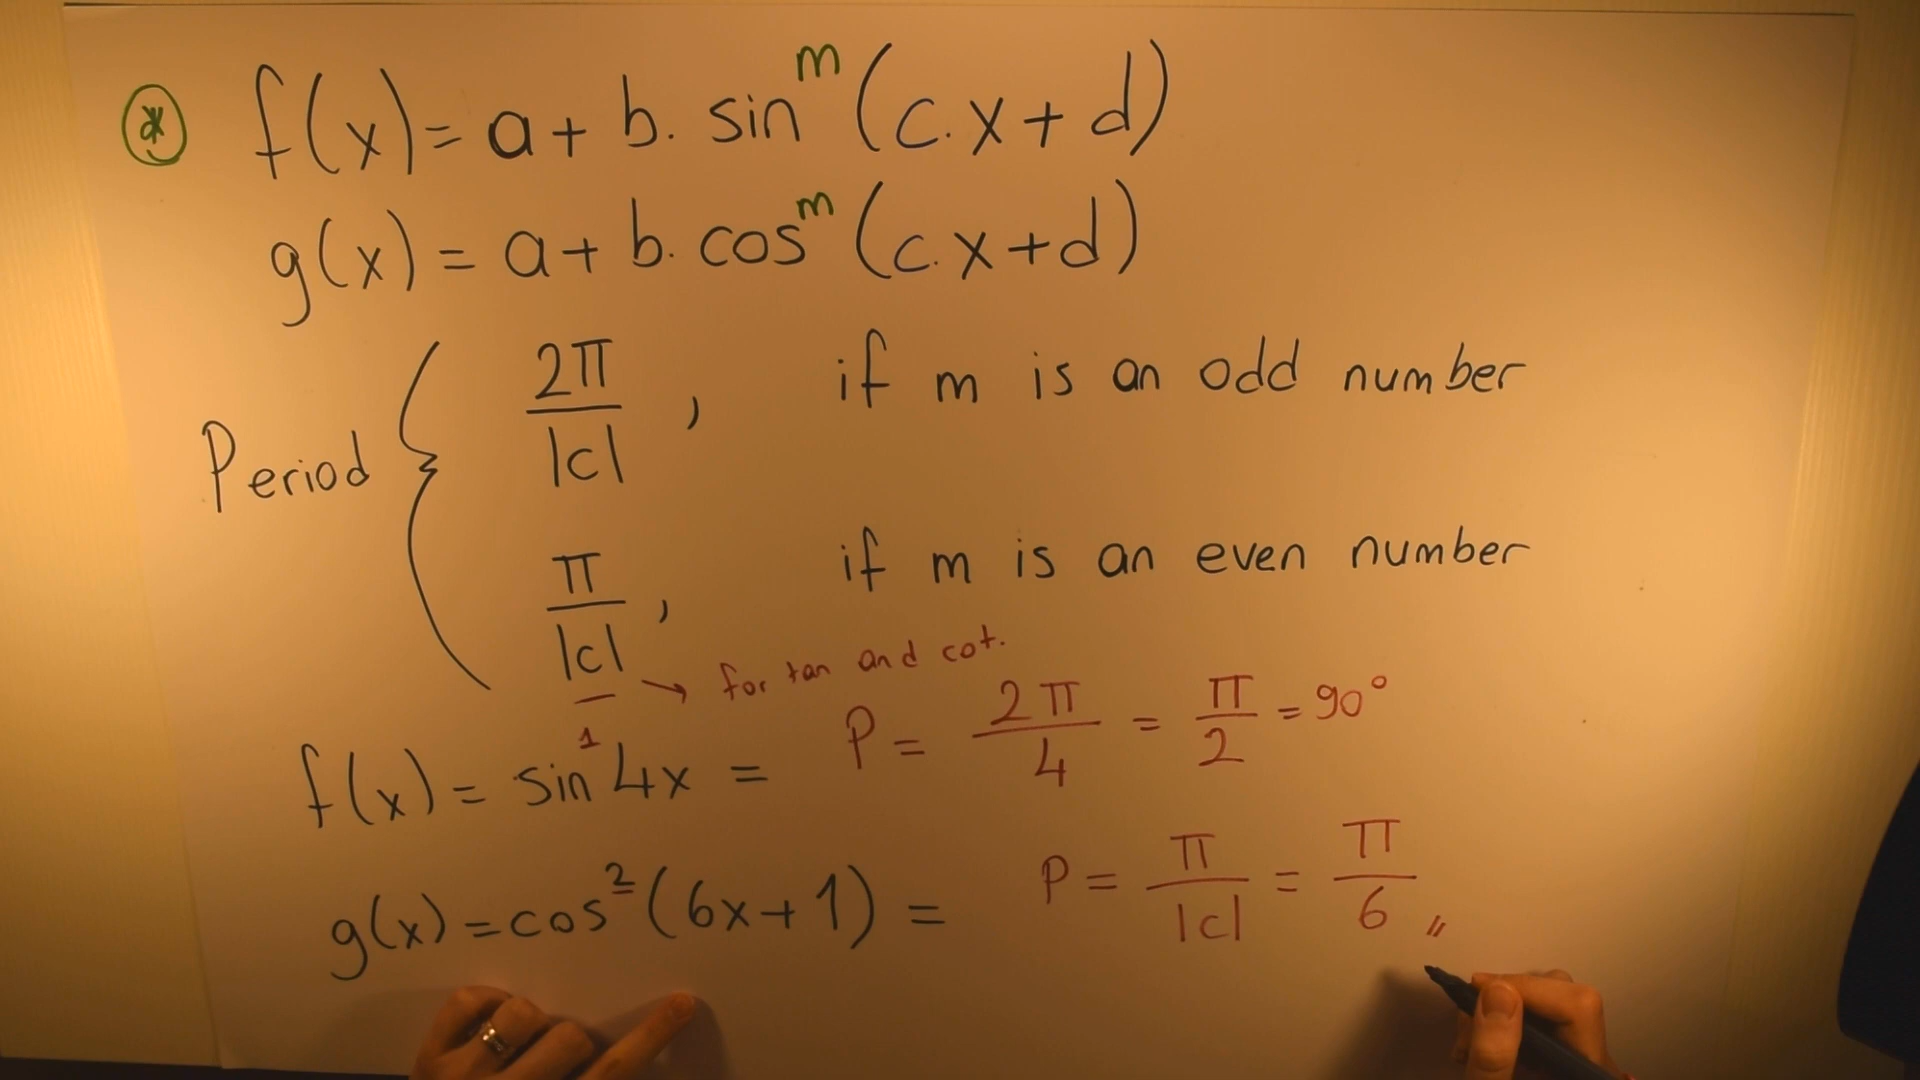 * f(x) = a + b. sin^m (c.x + d)
g(x) = a + b. cos^m (c.x + d)
Period { 2π/|c| , if m is an odd number
π/|c| , if m is an even number
→ for tan and cot.
f(x) = sin^1 4x = P = 2π/4 = π/2 = 90°
g(x) = cos^2 (6x + 1) = P = π/|c| = π/6 //